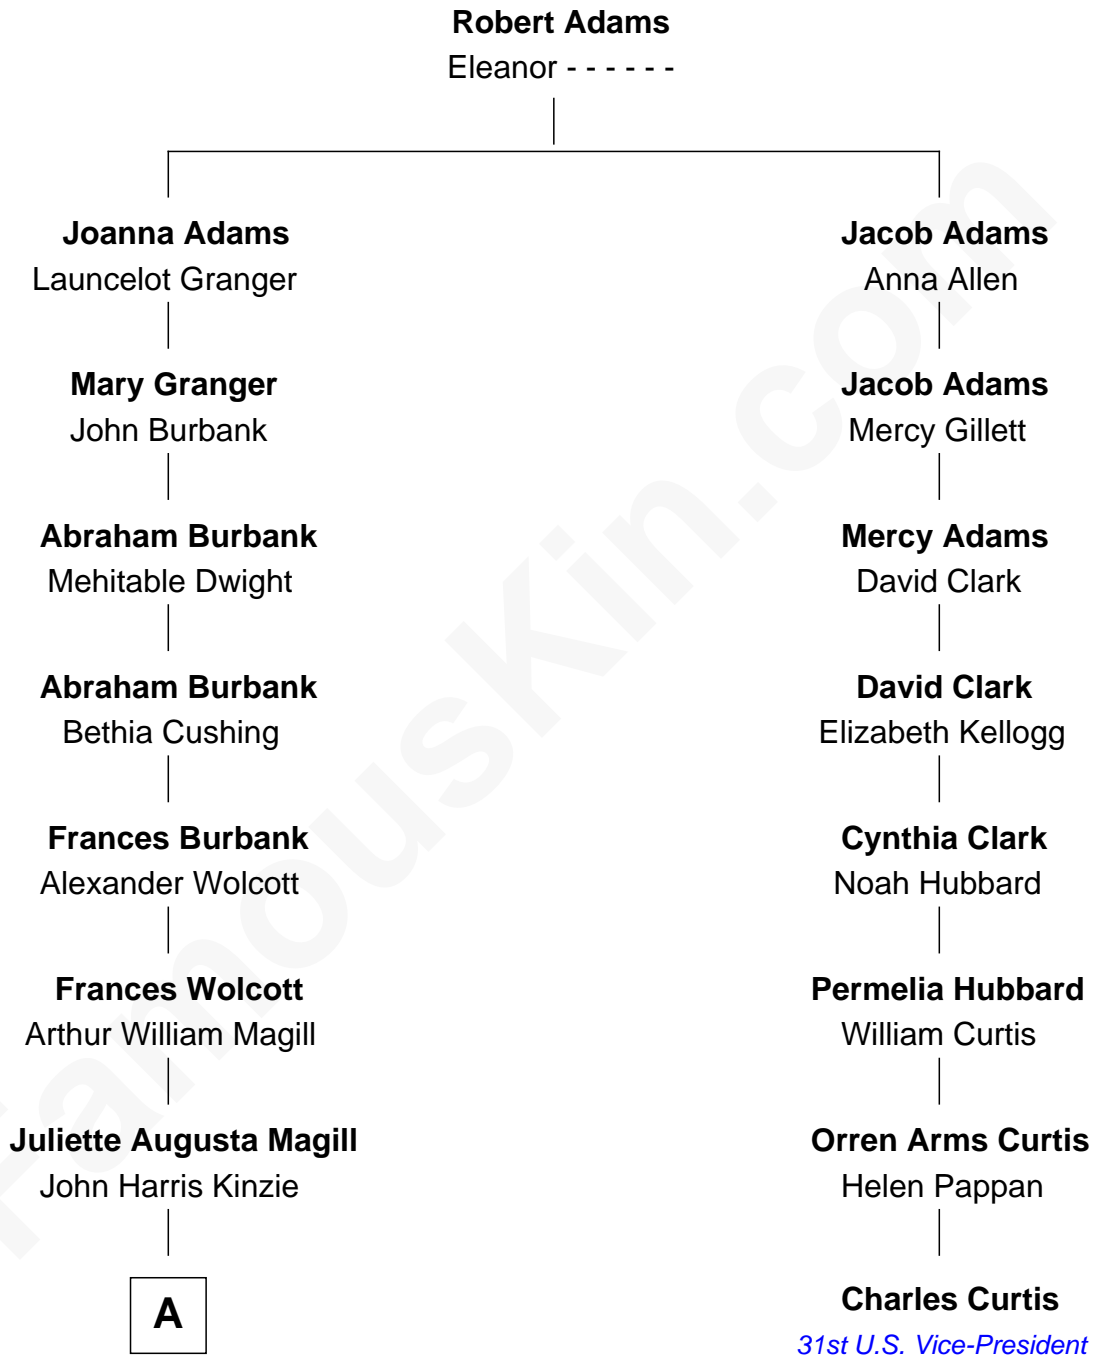 Robert Adams
Eleanor - - - - - -
Joanna Adams
Launcelot Granger
Jacob Adams
Anna Allen
Mary Granger
John Burbank
Jacob Adams
Mercy Gillett
Abraham Burbank
Mehitable Dwight
Mercy Adams
David Clark
Abraham Burbank
Bethia Cushing
David Clark
Elizabeth Kellogg
Frances Burbank
Alexander Wolcott
Cynthia Clark
Noah Hubbard
Frances Wolcott
Arthur William Magill
Permelia Hubbard
William Curtis
Juliette Augusta Magill
John Harris Kinzie
Orren Arms Curtis
Helen Pappan
A
Charles Curtis
31st U.S. Vice-President
FamousKin.com